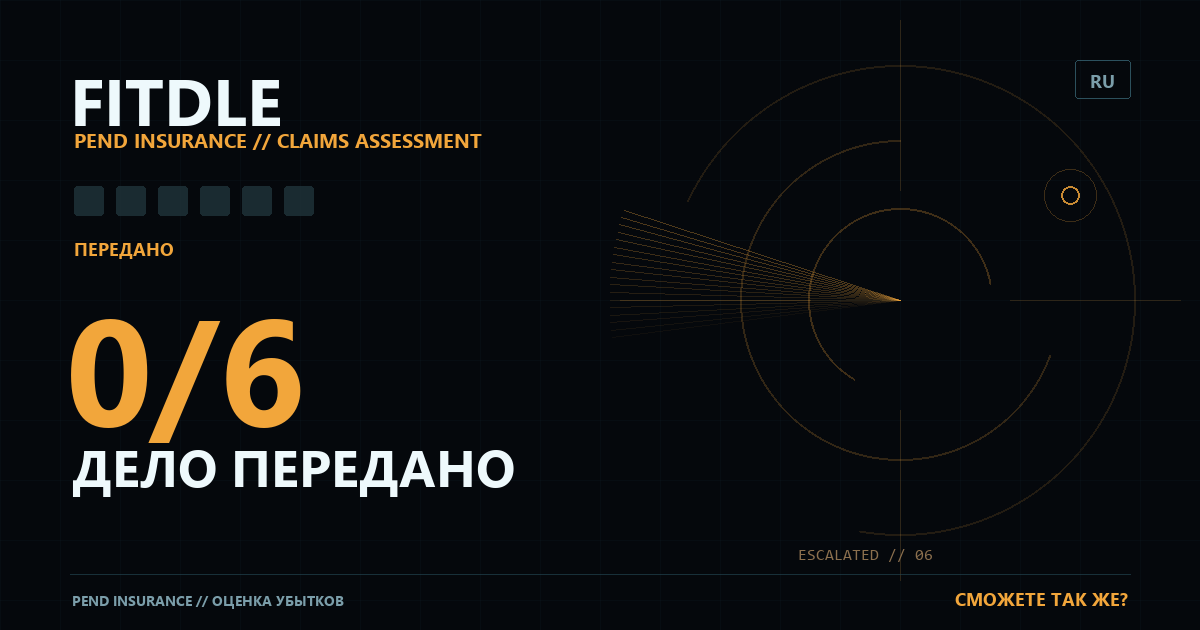 FITDLE
RU
PEND INSURANCE // CLAIMS ASSESSMENT
ПЕРЕДАНО
0/6
ДЕЛО ПЕРЕДАНО
ESCALATED // 06
PEND INSURANCE // ОЦЕНКА УБЫТКОВ
СМОЖЕТЕ ТАК ЖЕ?